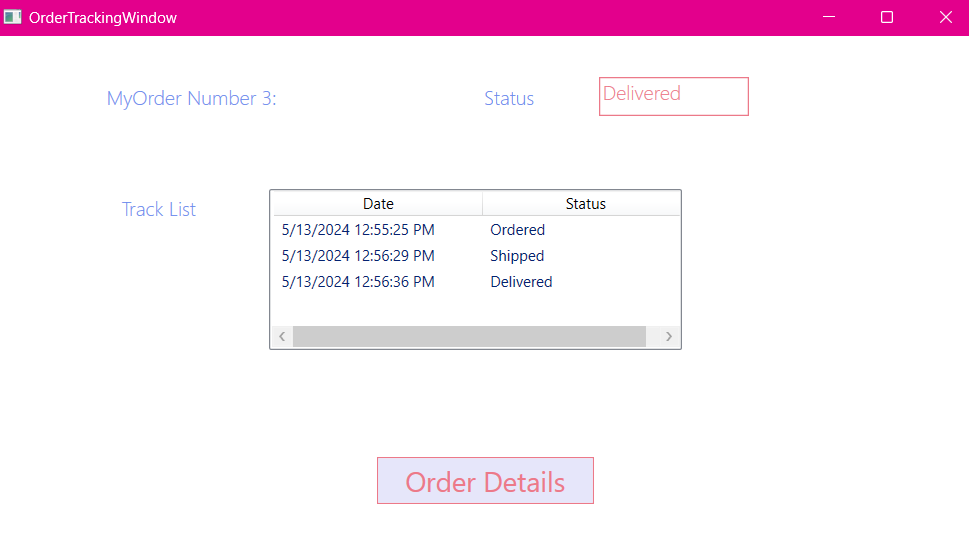 OrderTrackingWindow
MyOrder Number 3:
Status
Delivered
Track List
Date Status
5/13/2024 12:55:25 PM Ordered
5/13/2024 12:56:29 PM Shipped
5/13/2024 12:56:36 PM Delivered
Order Details